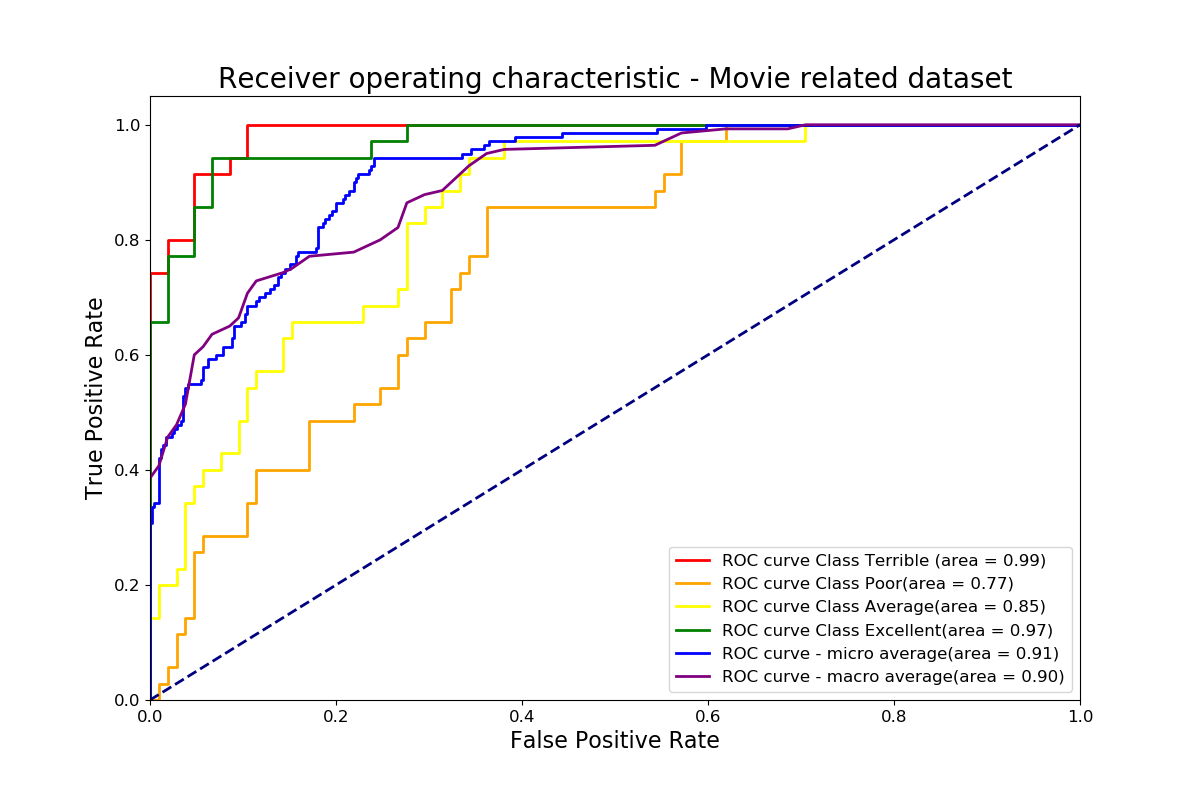 Receiver operating characteristic - Movie related dataset
True Positive Rate
1.0
0.8
0.6
0.4
0.2
0.0
0.0 0.2 0.4 0.6 0.8 1.0
False Positive Rate
ROC curve Class Terrible (area = 0.99)
ROC curve Class Poor(area = 0.77)
ROC curve Class Average(area = 0.85)
ROC curve Class Excellent(area = 0.97)
ROC curve - micro average(area = 0.91)
ROC curve - macro average(area = 0.90)